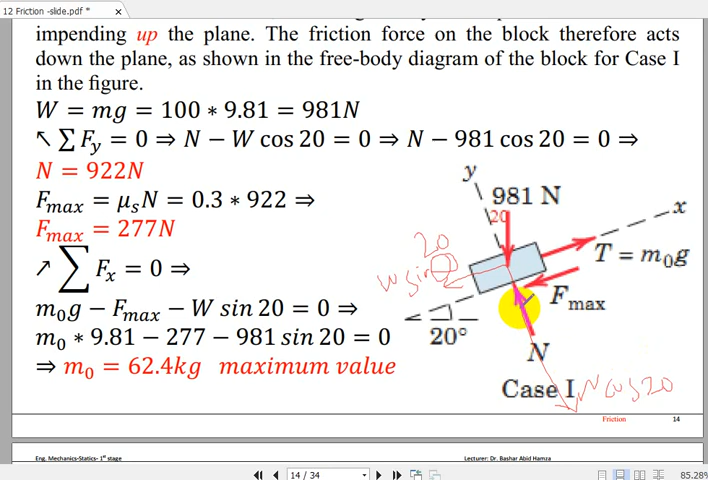 12 Friction -slide.pdf * ×
impending up the plane. The friction force on the block therefore acts
down the plane, as shown in the free-body diagram of the block for Case I
in the figure.
W = mg = 100 * 9.81 = 981N
↖ ∑ F_y = 0 ⇒ N − W cos 20 = 0 ⇒ N − 981 cos 20 = 0 ⇒
N = 922N
F_max = μ_s N = 0.3 * 922 ⇒
F_max = 277N
↗ ∑ F_x = 0 ⇒
m₀g − F_max − W sin 20 = 0 ⇒
m₀ * 9.81 − 277 − 981 sin 20 = 0
⇒ m₀ = 62.4kg maximum value
y
981 N
x
20
20
W sin
T = m₀g
F_max
20°
N
Case I
W cos 20
Friction 14
Eng. Mechanics-Statics- 1st stage Lecturer: Dr. Bashar Abid Hamza
14 / 34
85.28%